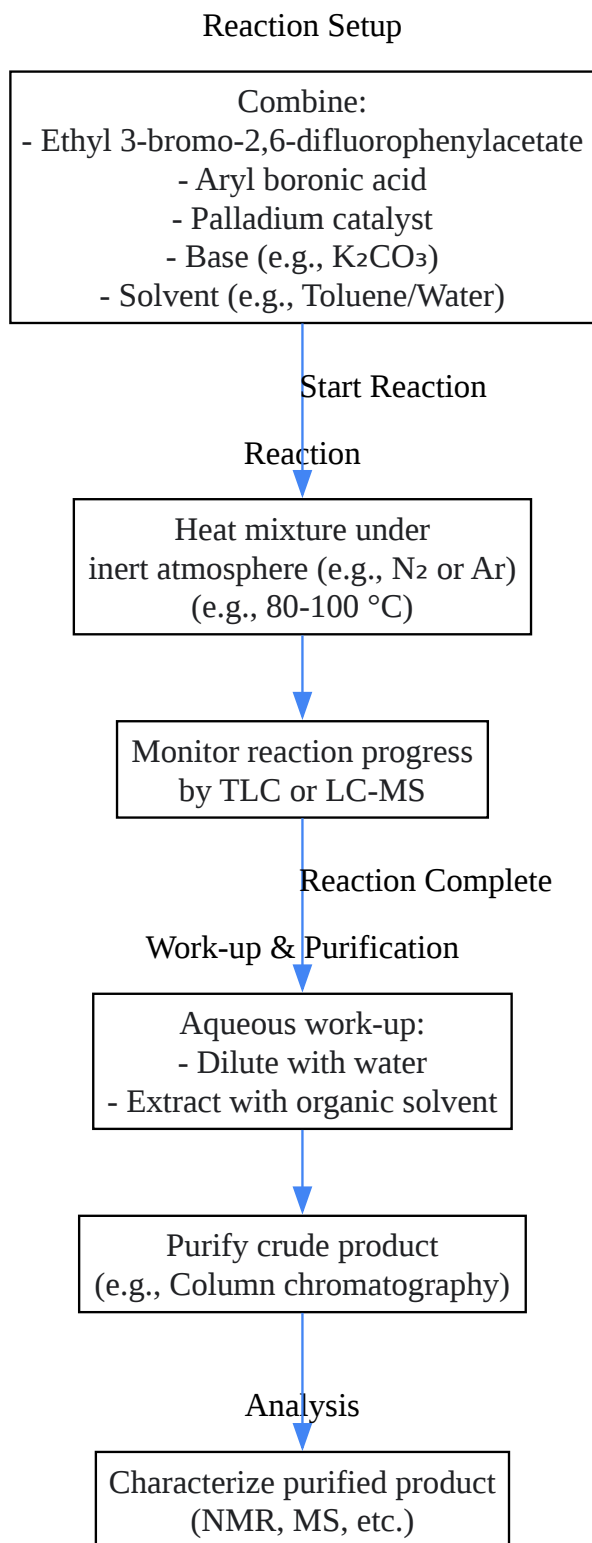 Reaction Setup
Combine:
- Ethyl 3-bromo-2,6-difluorophenylacetate
- Aryl boronic acid
- Palladium catalyst
- Base (e.g., K₂CO₃)
- Solvent (e.g., Toluene/Water)
Start Reaction
Reaction
Heat mixture under
inert atmosphere (e.g., N₂ or Ar)
(e.g., 80-100 °C)
Monitor reaction progress
by TLC or LC-MS
Reaction Complete
Work-up & Purification
Aqueous work-up:
- Dilute with water
- Extract with organic solvent
Purify crude product
(e.g., Column chromatography)
Analysis
Characterize purified product
(NMR, MS, etc.)